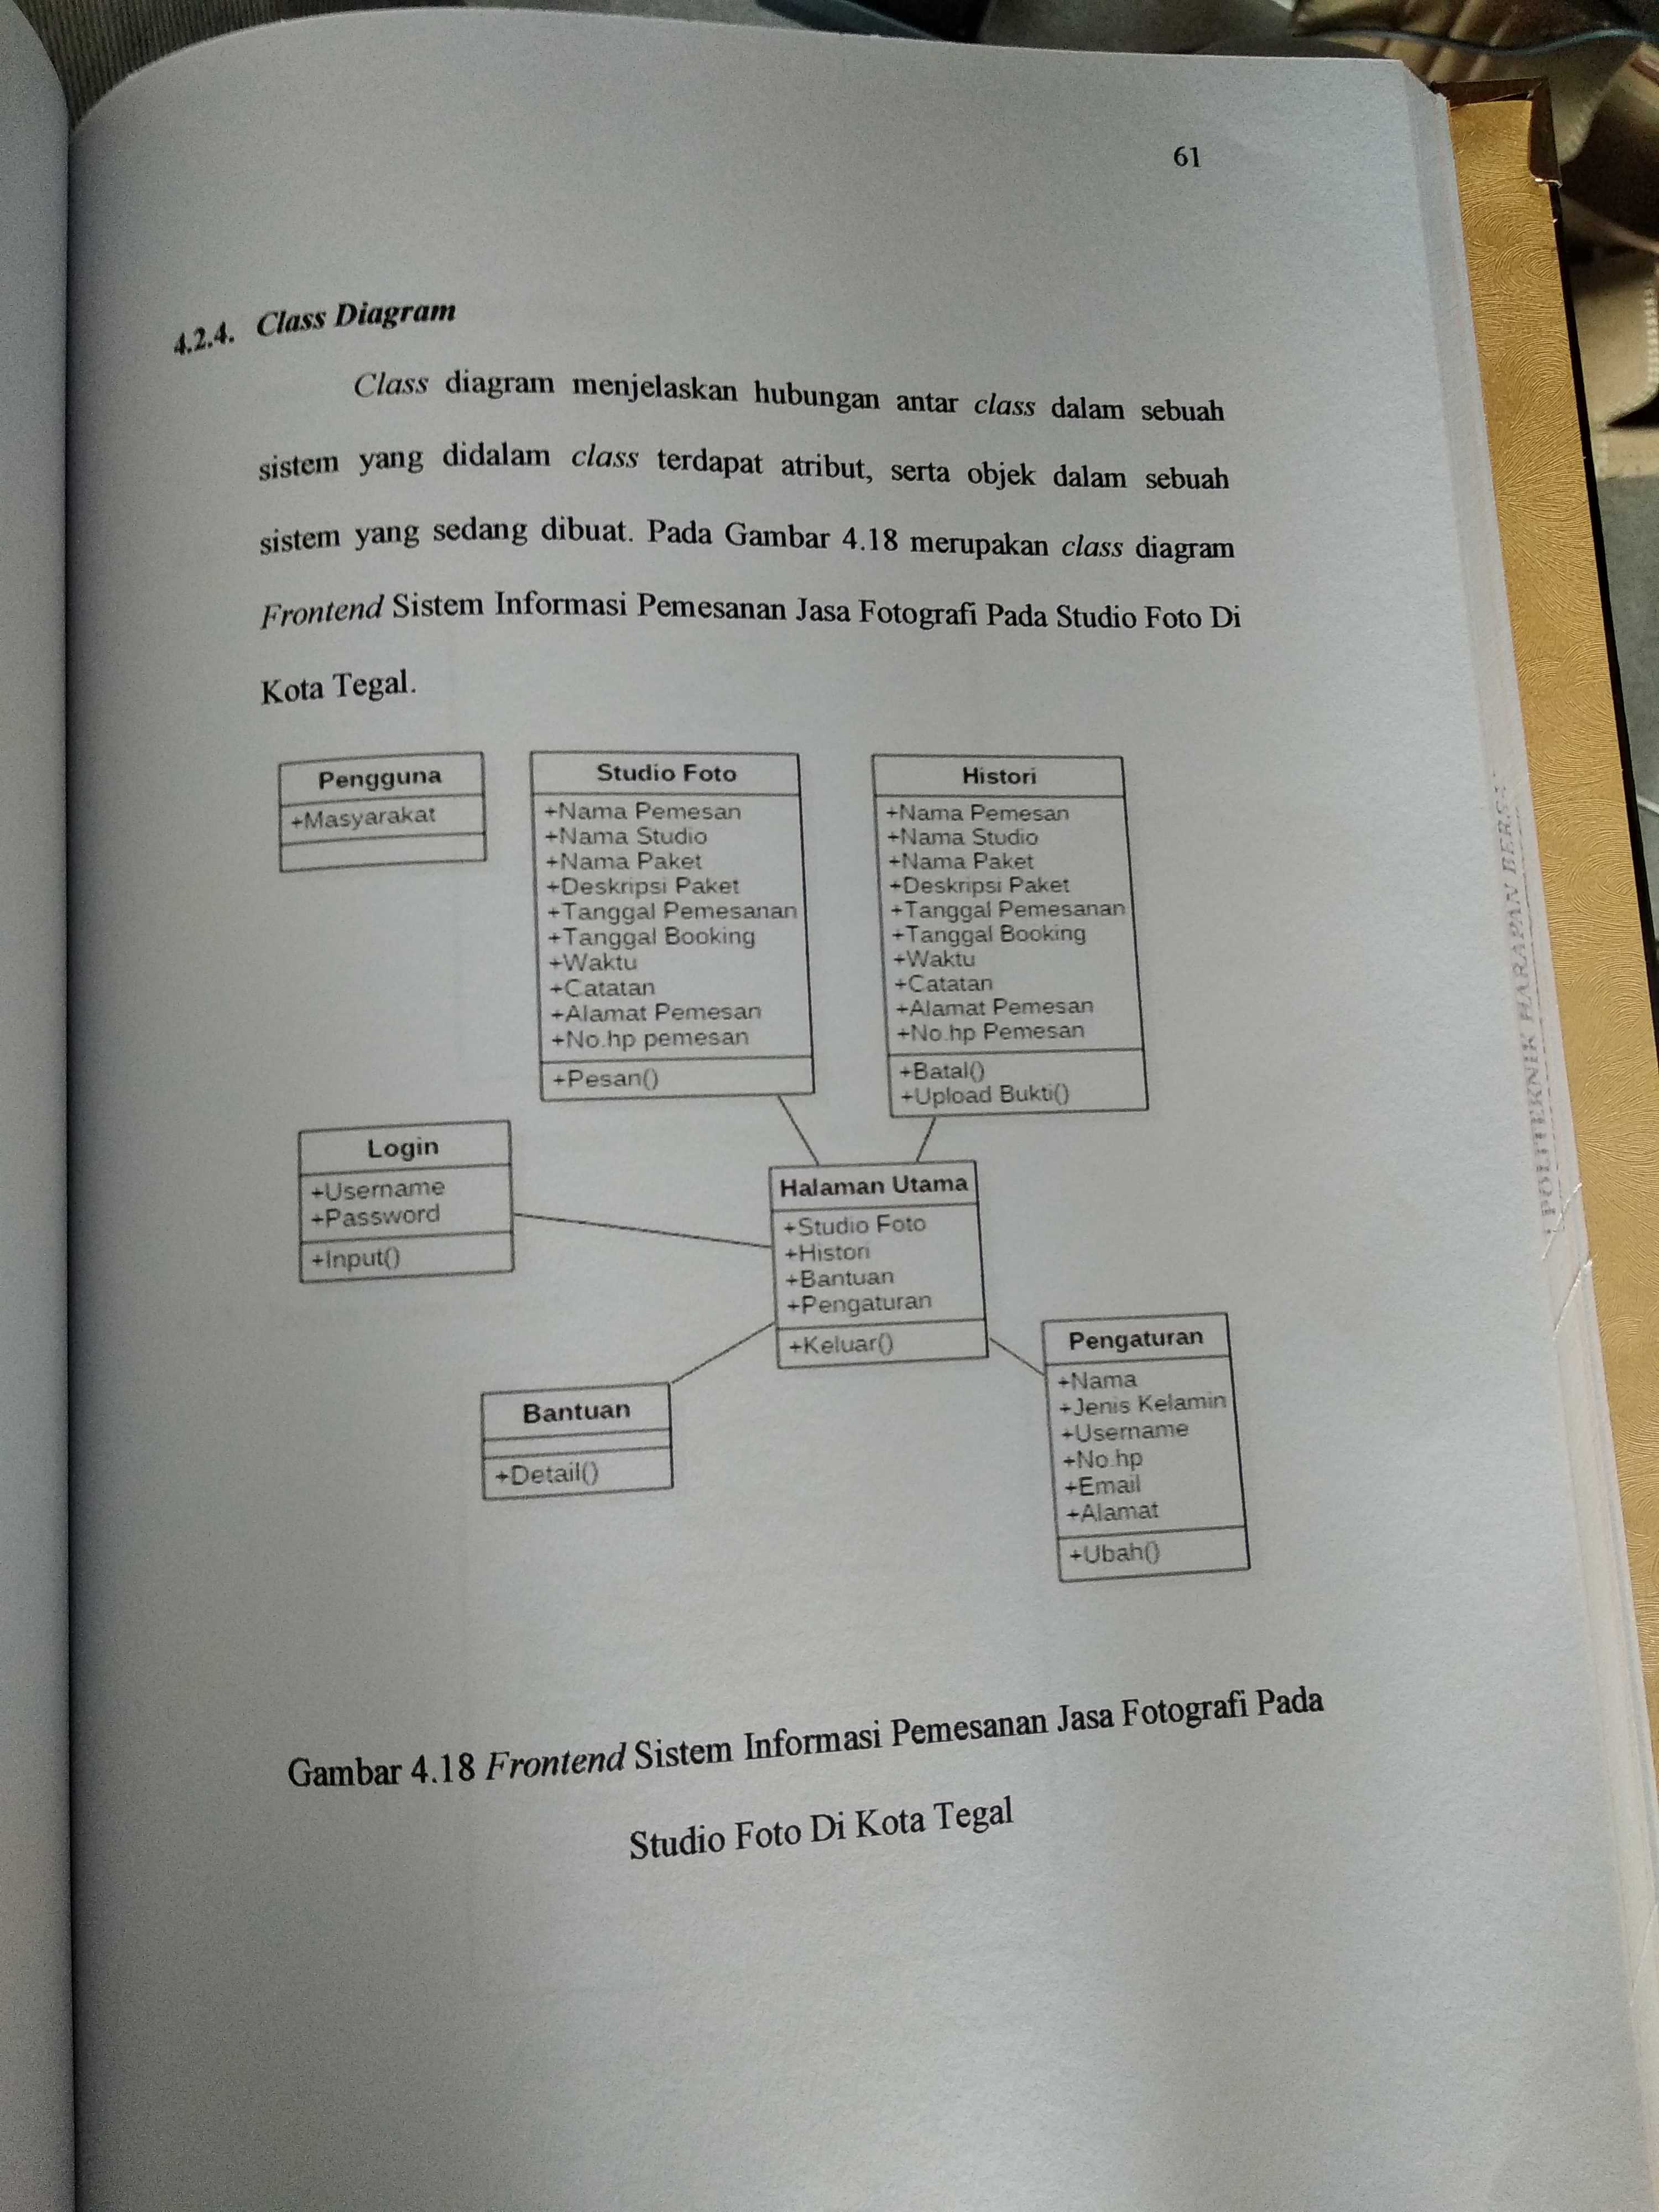 61
4.2.4. Class Diagram
Class diagram menjelaskan hubungan antar class dalam sebuah
sistem yang didalam class terdapat atribut, serta objek dalam sebuah
sistem yang sedang dibuat. Pada Gambar 4.18 merupakan class diagram
Frontend Sistem Informasi Pemesanan Jasa Fotografi Pada Studio Foto Di
Kota Tegal.
Pengguna
+Masyarakat
Studio Foto
+Nama Pemesan
+Nama Studio
+Nama Paket
+Deskripsi Paket
+Tanggal Pemesanan
+Tanggal Booking
+Waktu
+Catatan
+Alamat Pemesan
+No.hp pemesan
+Pesan()
Histori
+Nama Pemesan
+Nama Studio
+Nama Paket
+Deskripsi Paket
+Tanggal Pemesanan
+Tanggal Booking
+Waktu
+Catatan
+Alamat Pemesan
+No.hp Pemesan
+Batal()
+Upload Bukti()
Login
+Username
+Password
+Input()
Halaman Utama
+Studio Foto
+Histori
+Bantuan
+Pengaturan
+Keluar()
Bantuan
+Detail()
Pengaturan
+Nama
+Jenis Kelamin
+Username
+No.hp
+Email
+Alamat
+Ubah()
Gambar 4.18 Frontend Sistem Informasi Pemesanan Jasa Fotografi Pada
Studio Foto Di Kota Tegal
POLITEKNIK HARAPAN